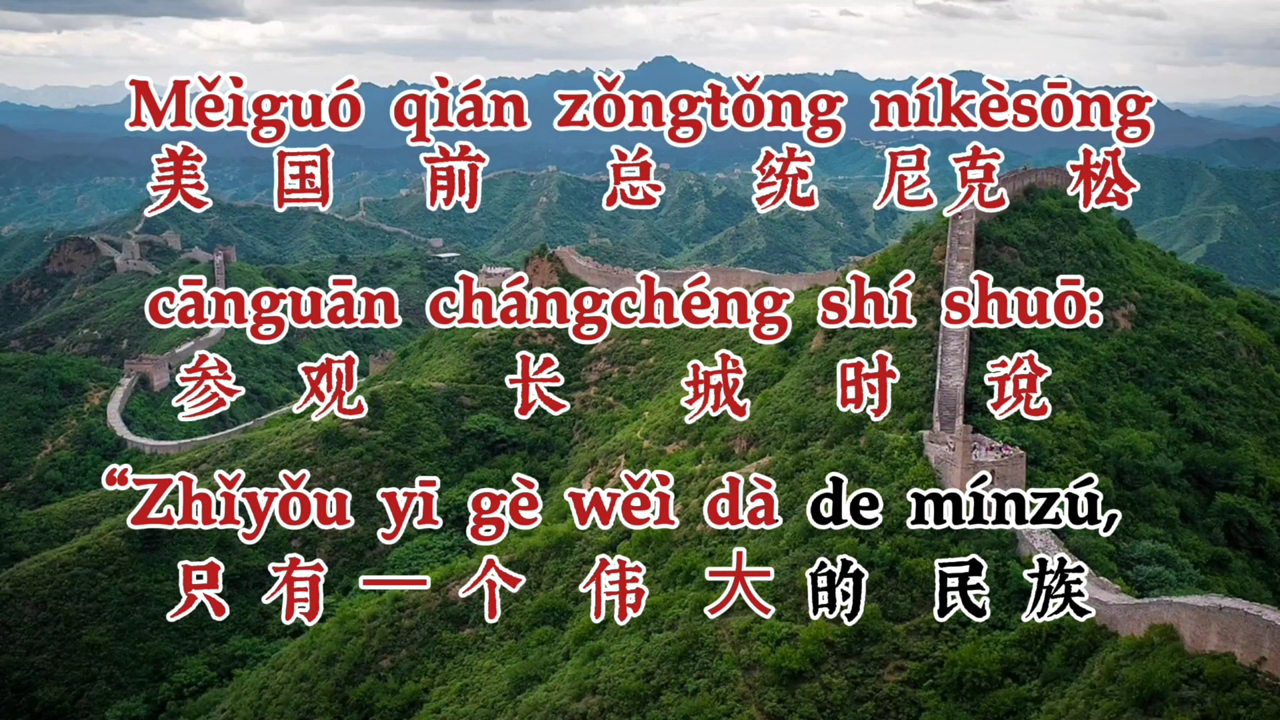 Měiguó qián zǒngtǒng níkèsōng
美国前总统尼克松
cānguān chángchéng shí shuō:
参观长城时说
“Zhǐyǒu yī gè wěi dà de mínzú,
只有一个伟大的民族